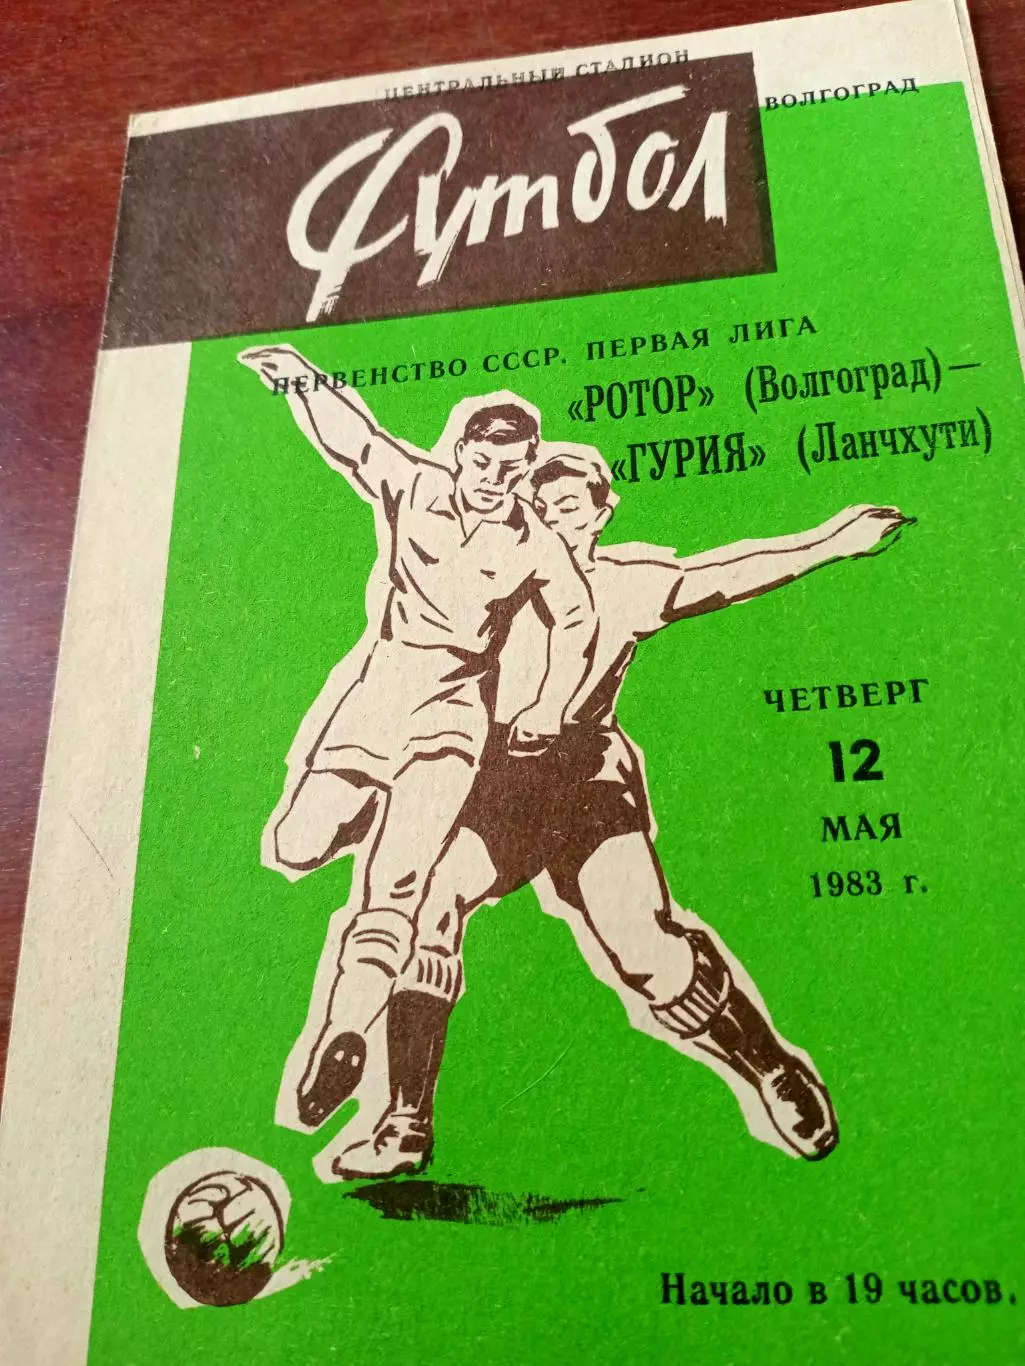 ЦЕНТРАЛЬНЫЙ СТАДИОН
ВОЛГОГРАД
Футбол
ПЕРВЕНСТВО СССР. ПЕРВАЯ ЛИГА
«РОТОР» (Волгоград) —
«ГУРИЯ» (Ланчхути)
ЧЕТВЕРГ
12
МАЯ
1983 г.
Начало в 19 часов.